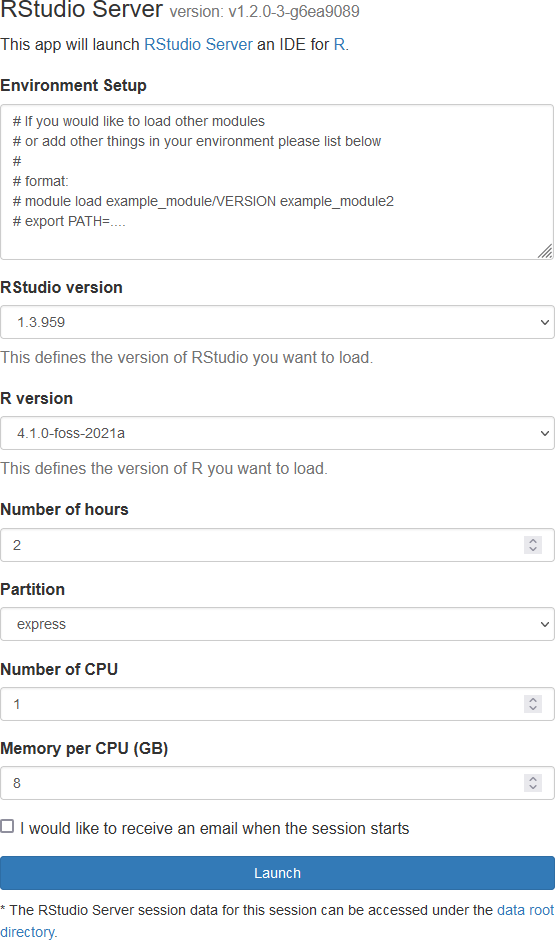 RStudio Server version: v1.2.0-3-g6ea9089
This app will launch RStudio Server an IDE for R.
Environment Setup
# If you would like to load other modules
# or add other things in your environment please list below
#
# format:
# module load example_module/VERSION example_module2
# export PATH=....
RStudio version
1.3.959
This defines the version of RStudio you want to load.
R version
4.1.0-foss-2021a
This defines the version of R you want to load.
Number of hours
2
Partition
express
Number of CPU
1
Memory per CPU (GB)
8
I would like to receive an email when the session starts
Launch
* The RStudio Server session data for this session can be accessed under the data root
directory.